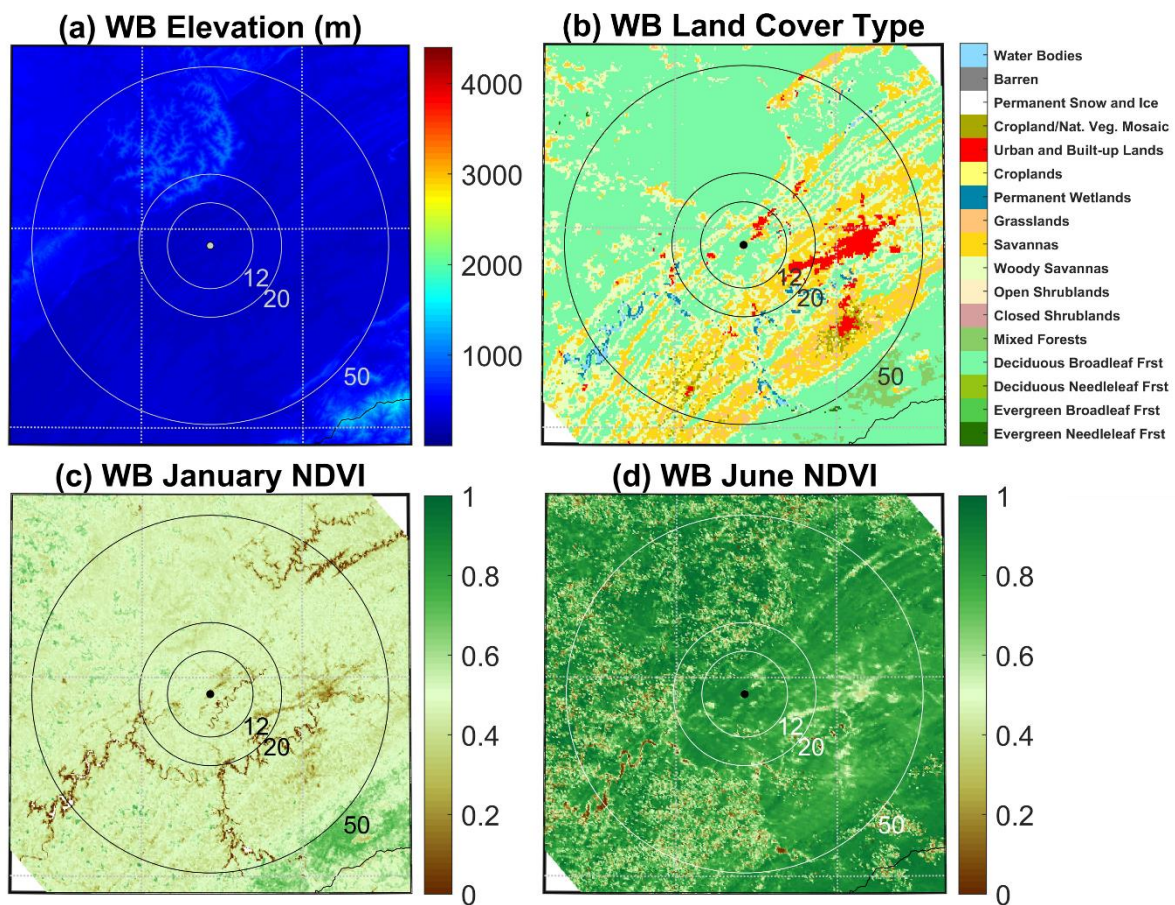 (a) WB Elevation (m)
4000
3000
2000
1000
12
20
50
(b) WB Land Cover Type
Water Bodies
Barren
Permanent Snow and Ice
Cropland/Nat. Veg. Mosaic
Urban and Built-up Lands
Croplands
Permanent Wetlands
Grasslands
Savannas
Woody Savannas
Open Shrublands
Closed Shrublands
Mixed Forests
Deciduous Broadleaf Frst
Deciduous Needleleaf Frst
Evergreen Broadleaf Frst
Evergreen Needleleaf Frst
12
20
50
(c) WB January NDVI
1
0.8
0.6
0.4
0.2
0
12
20
50
(d) WB June NDVI
1
0.8
0.6
0.4
0.2
0
12
20
50